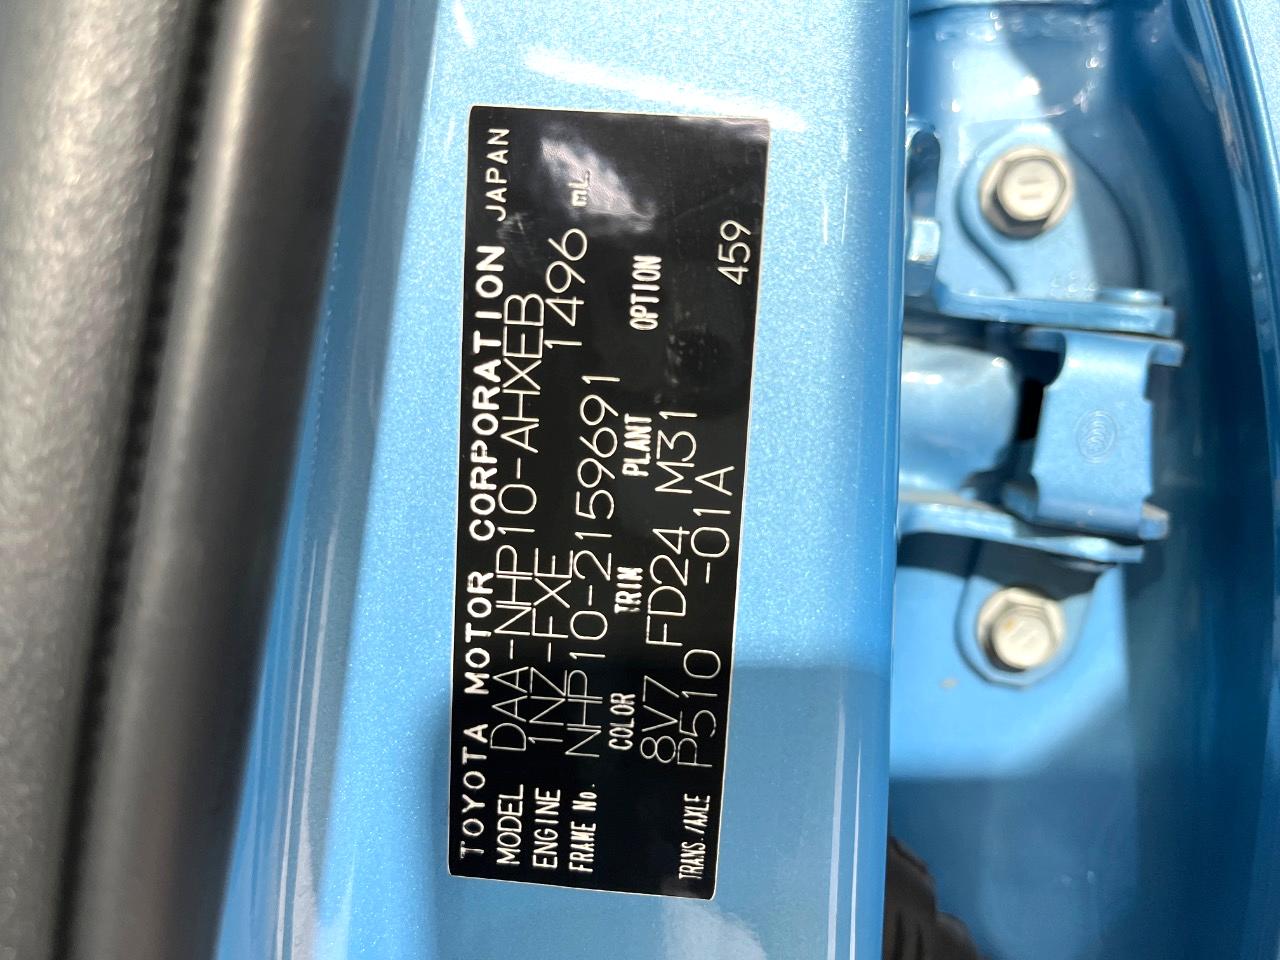 TOYOTA MOTOR CORPORATION JAPAN
MODEL DAA-NHP10-AHXEB
ENGINE 1NZ-FXE 1496 mL
FRAME No. NHP10-2159691
COLOR TRIM PLANT OPTION
8V7 FD24 M31
TRANS./AXLE P510 -01A 459